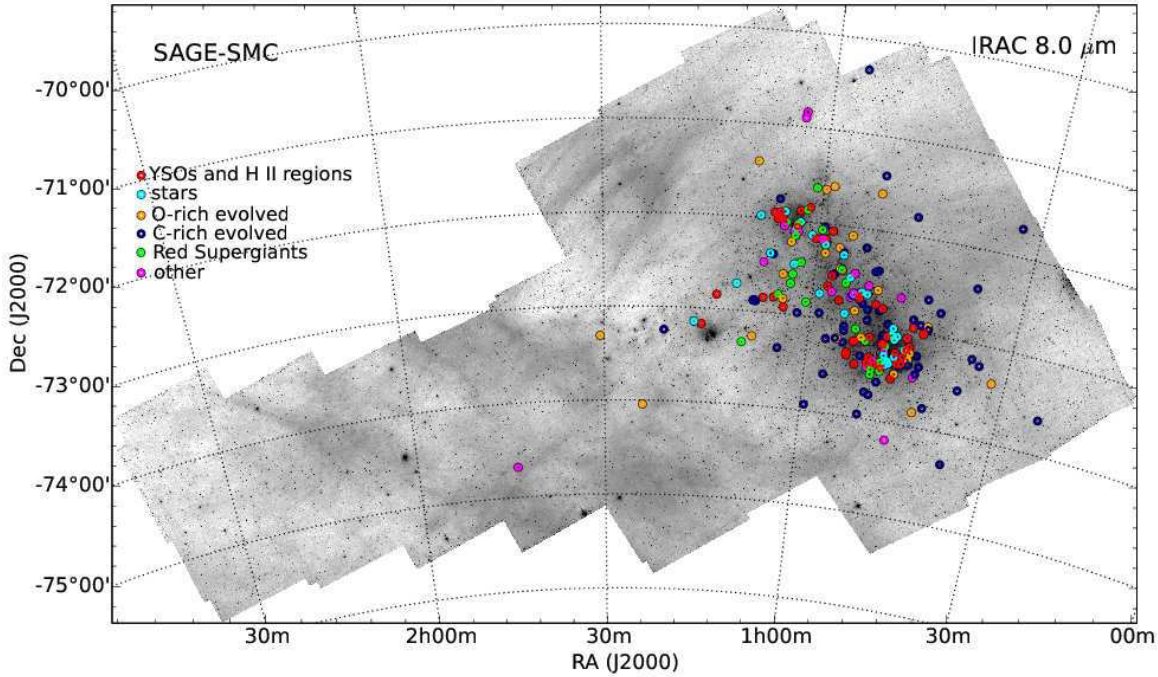 SAGE-SMC
IRAC 8.0 μm
YSOs and H II regions
stars
O-rich evolved
C-rich evolved
Red Supergiants
other
-70°00'
-71°00'
-72°00'
-73°00'
-74°00'
-75°00'
Dec (J2000)
30m
2h00m
30m
1h00m
30m
00m
RA (J2000)